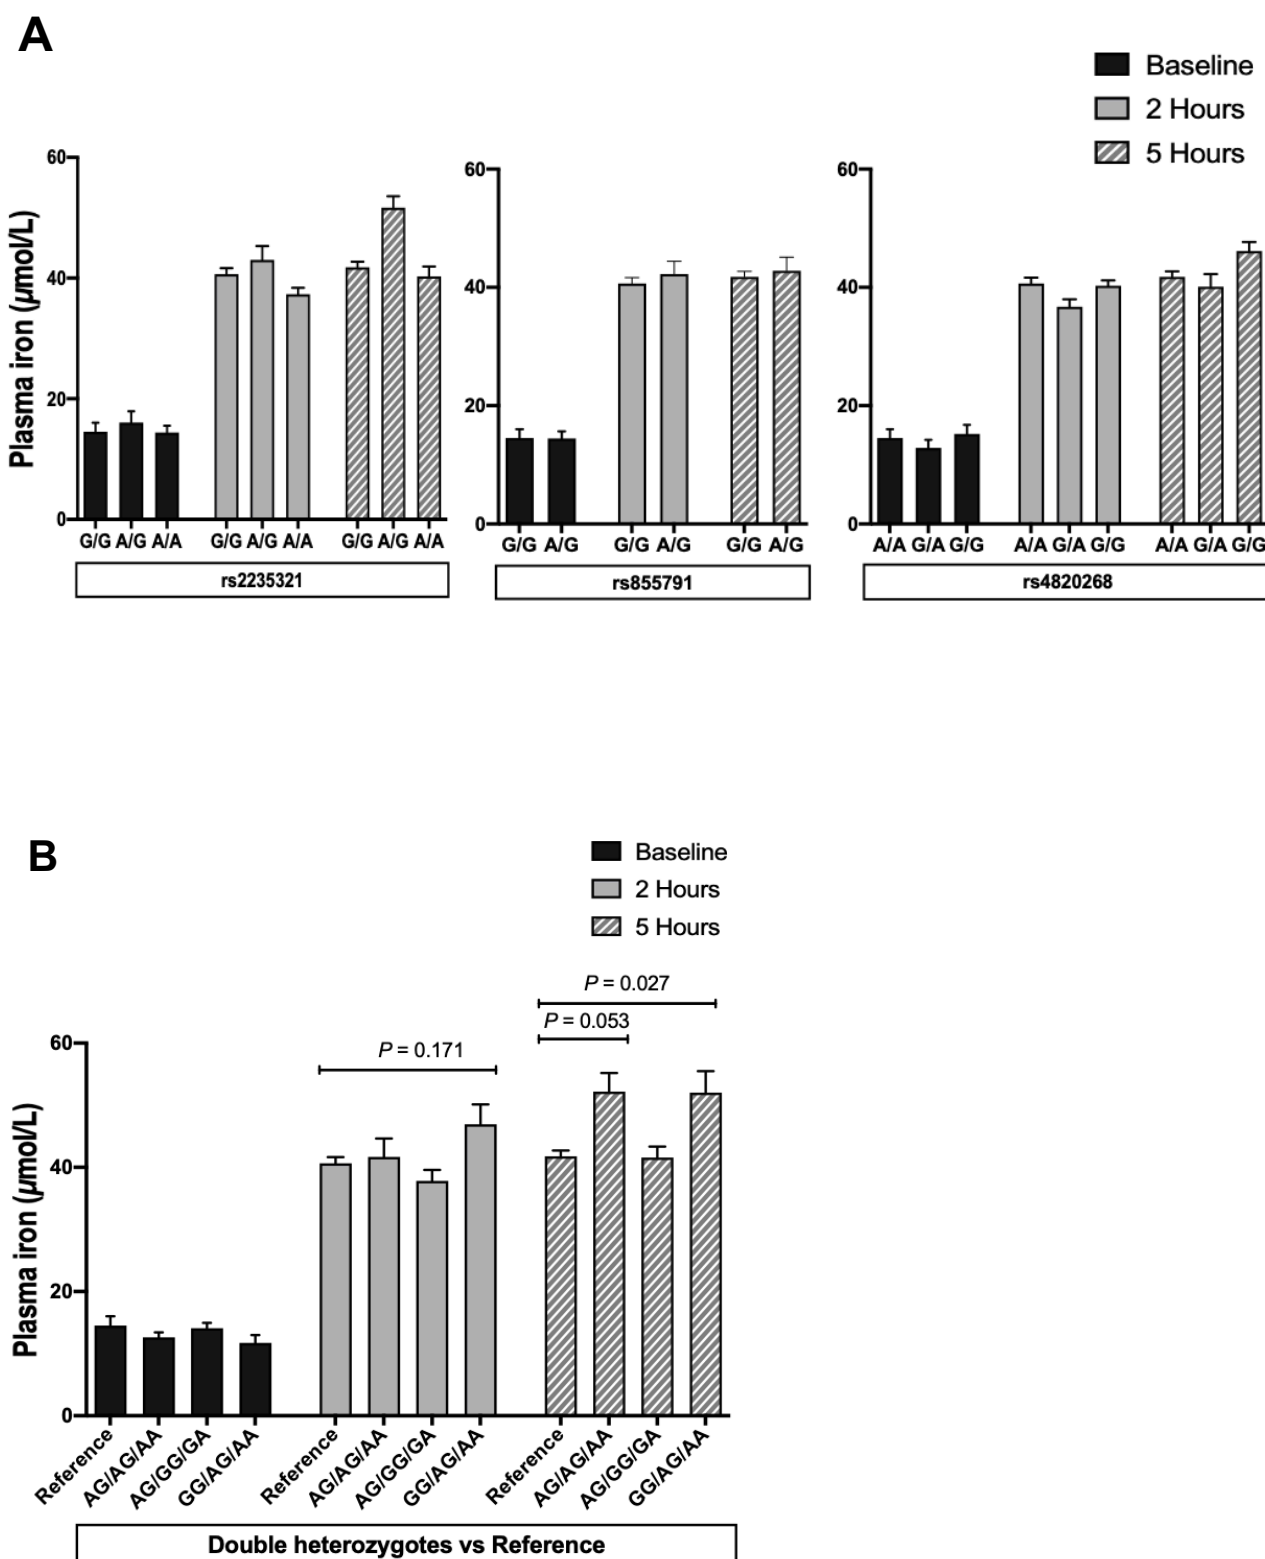 A
Baseline
2 Hours
5 Hours
Plasma iron (µmol/L)
60
40
20
0
G/G A/G A/A G/G A/G A/A G/G A/G A/A
rs2235321
60
40
20
0
G/G A/G G/G A/G G/G A/G
rs855791
60
40
20
0
A/A G/A G/G A/A G/A G/G A/A G/A G/G
rs4820268
B
Baseline
2 Hours
5 Hours
P = 0.027
P = 0.053
P = 0.171
Plasma iron (µmol/L)
60
40
20
0
Reference
AG/AG/AA
AG/GG/GA
GG/AG/AA
Reference
AG/AG/AA
AG/GG/GA
GG/AG/AA
Reference
AG/AG/AA
AG/GG/GA
GG/AG/AA
Double heterozygotes vs Reference